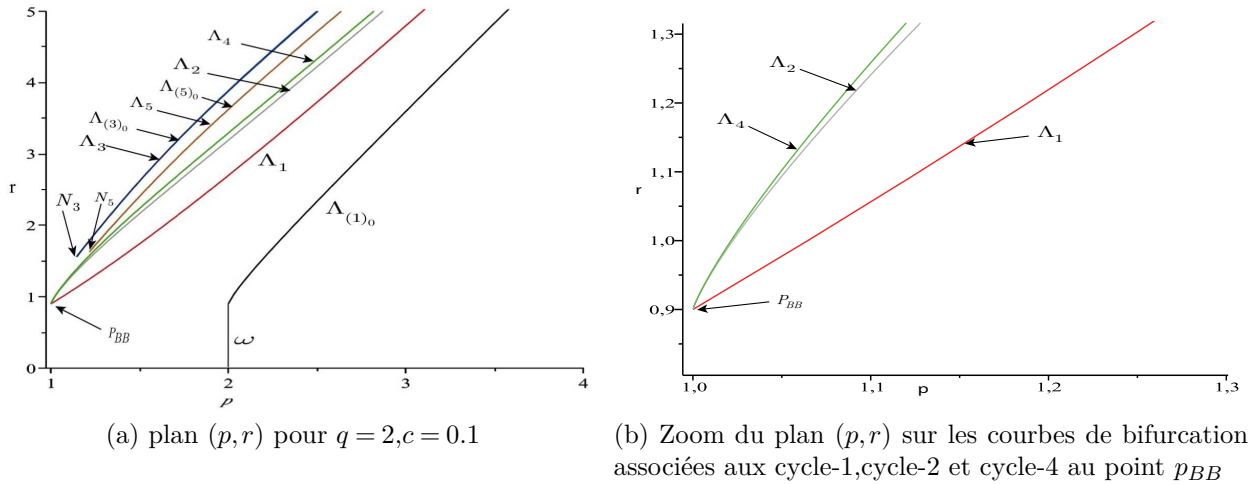 5
4
3
2
1
0
r
1
2
3
4
p
Λ₄
Λ₂
Λ₍₅₎₀
Λ₅
Λ₍₃₎₀
Λ₃
N₃
N₅
Λ₁
Λ₍₁₎₀
P_BB
ω
(a) plan (p,r) pour q = 2,c = 0.1
1,3
1,2
1,1
1,0
0,9
r
1,0
1,1
1,2
1,3
p
Λ₂
Λ₄
Λ₁
P_BB
(b) Zoom du plan (p,r) sur les courbes de bifurcation
associées aux cycle-1,cycle-2 et cycle-4 au point p_BB